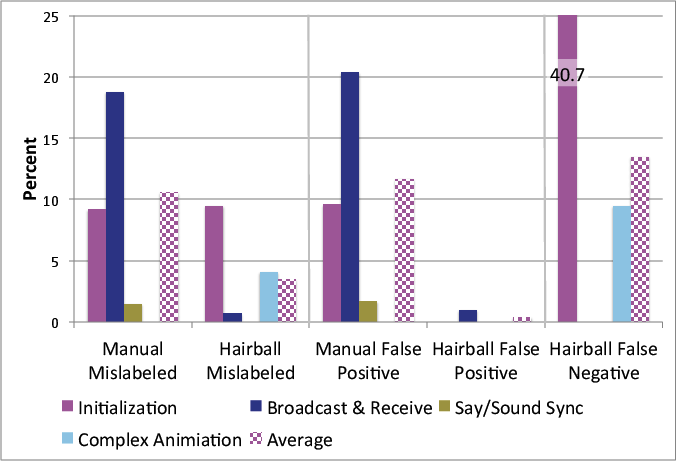 25
20
15
10
5
0
Percent
40.7
Manual Mislabeled
Hairball Mislabeled
Manual False Positive
Hairball False Positive
Hairball False Negative
Initialization
Broadcast & Receive
Say/Sound Sync
Complex Animiation
Average